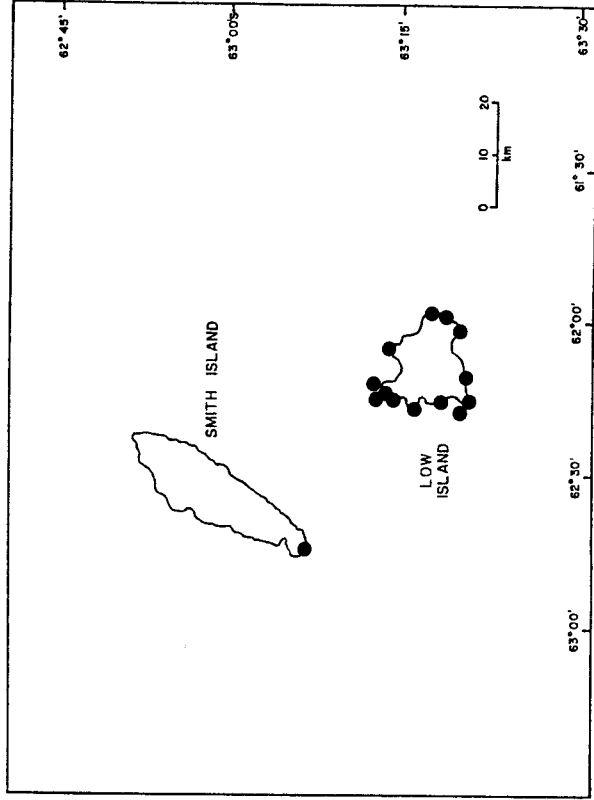 62° 45'
63° 00'
63° 15'
63° 30'
SMITH ISLAND
LOW
ISLAND
0 10 20
km
63° 00'
62° 30'
62° 00'
61° 30'